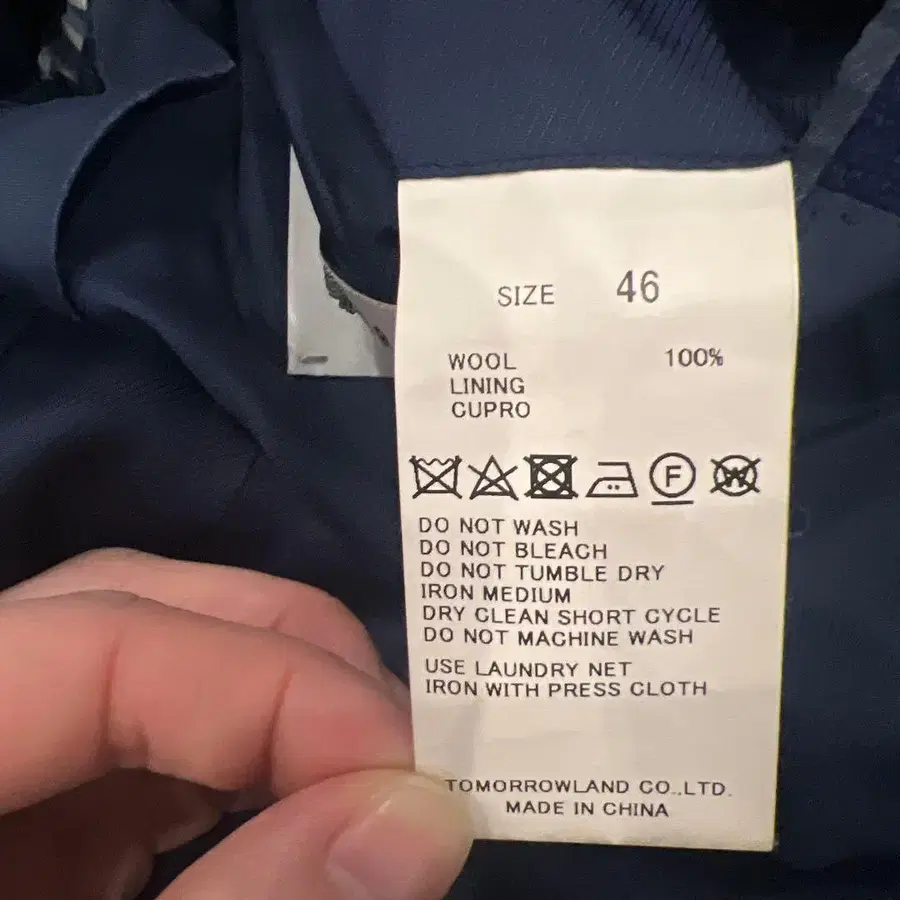 SIZE 46
WOOL 100%
LINING
CUPRO
F W
DO NOT WASH
DO NOT BLEACH
DO NOT TUMBLE DRY
IRON MEDIUM
DRY CLEAN SHORT CYCLE
DO NOT MACHINE WASH
USE LAUNDRY NET
IRON WITH PRESS CLOTH
TOMORROWLAND CO.,LTD.
MADE IN CHINA